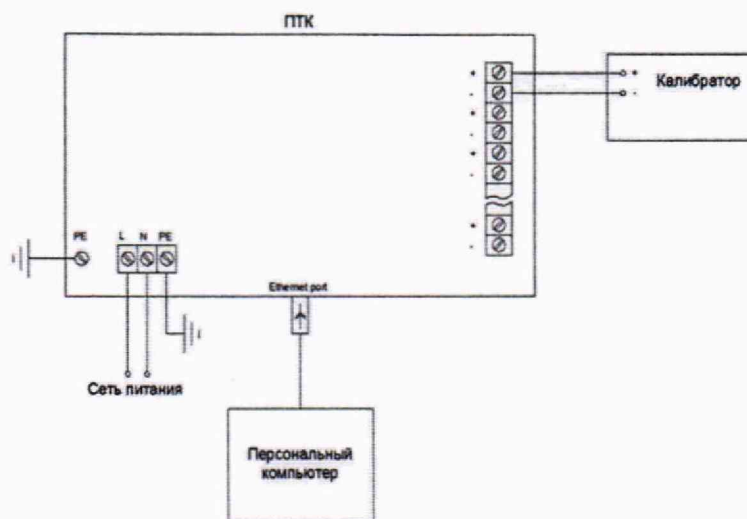 ПТК
+
-
+
-
+
-
+
-
+
-
Калибратор
PE
L N PE
Ethernet port
Сеть питания
Персональный
компьютер